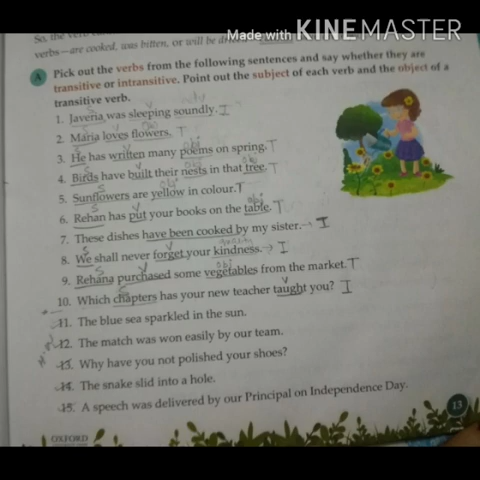 Made with KINEMASTER
verbs – are cooked, was bitten, or will be
A Pick out the verbs from the following sentences and say whether they are
transitive or intransitive. Point out the subject of each verb and the object of a
transitive verb.
1. Javeria was sleeping soundly. I
2. Maria loves flowers. T
3. He has written many poems on spring. T
4. Birds have built their nests in that tree. T
5. Sunflowers are yellow in colour. T
6. Rehan has put your books on the table. T
7. These dishes have been cooked by my sister. → I
8. We shall never forget your kindness. → I
9. Rehana purchased some vegetables from the market. T
10. Which chapters has your new teacher taught you? I
11. The blue sea sparkled in the sun.
12. The match was won easily by our team.
13. Why have you not polished your shoes?
14. The snake slid into a hole.
15. A speech was delivered by our Principal on Independence Day.
13
OXFORD